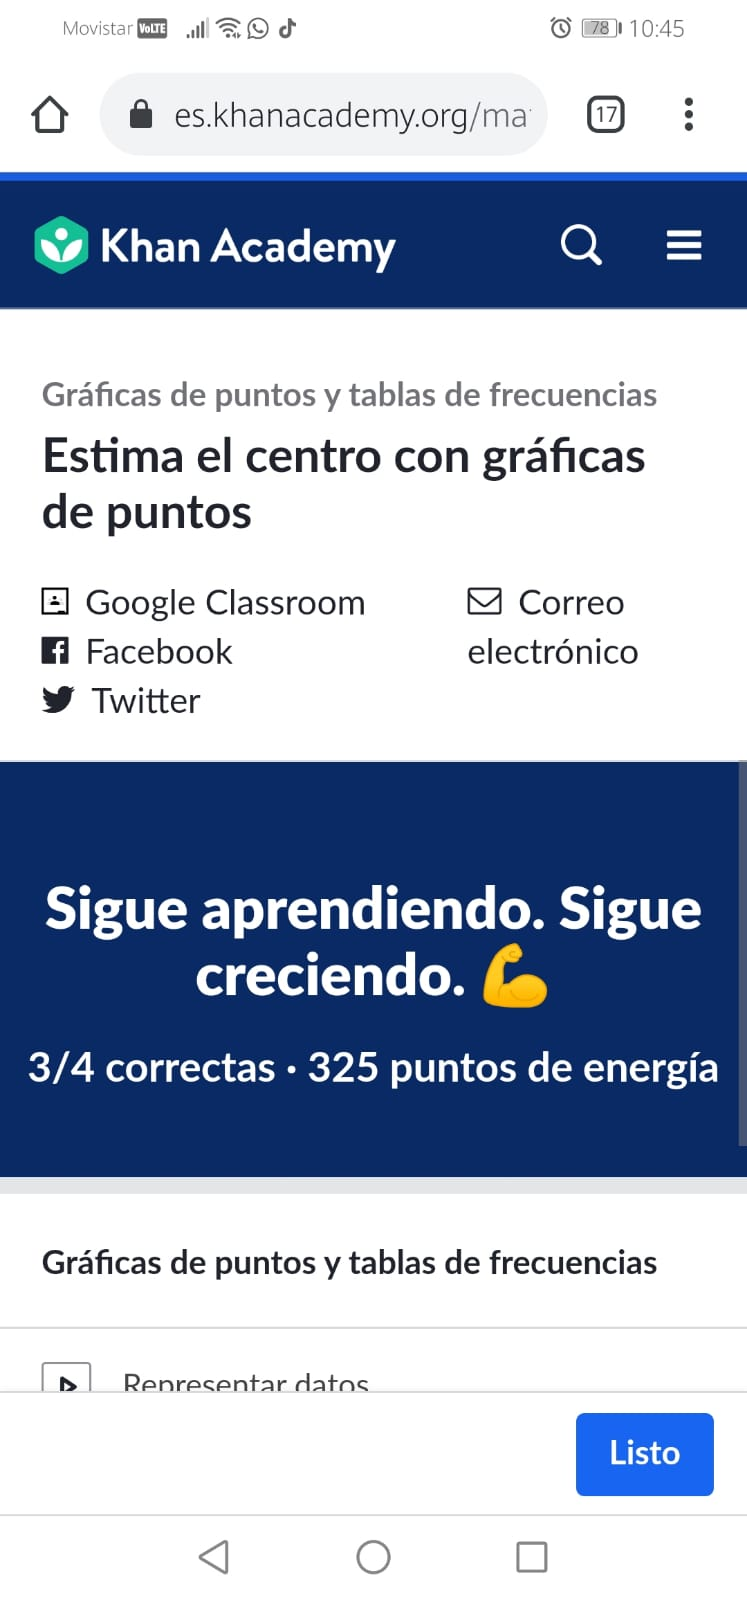 Movistar VoLTE 78 10:45
es.khanacademy.org/ma
17
Khan Academy
Gráficas de puntos y tablas de frecuencias
Estima el centro con gráficas
de puntos
Google Classroom
Facebook
Twitter
Correo
electrónico
Sigue aprendiendo. Sigue
creciendo.
3/4 correctas · 325 puntos de energía
Gráficas de puntos y tablas de frecuencias
Representar datos
Listo